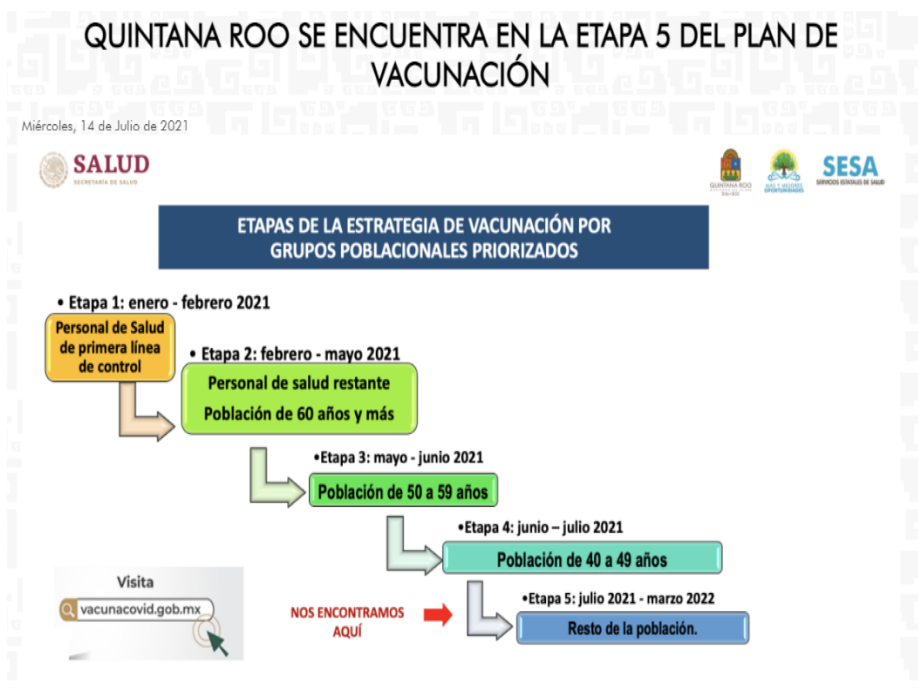 QUINTANA ROO SE ENCUENTRA EN LA ETAPA 5 DEL PLAN DE
VACUNACIÓN
Miércoles, 14 de Julio de 2021
SALUD
SECRETARÍA DE SALUD
QUINTANA ROO
MÁS Y MEJORES
OPORTUNIDADES
SESA
SERVICIOS ESTATALES DE SALUD
ETAPAS DE LA ESTRATEGIA DE VACUNACIÓN POR
GRUPOS POBLACIONALES PRIORIZADOS
• Etapa 1: enero - febrero 2021
Personal de Salud
de primera línea
de control
• Etapa 2: febrero - mayo 2021
Personal de salud restante
Población de 60 años y más
•Etapa 3: mayo - junio 2021
Población de 50 a 59 años
•Etapa 4: junio – julio 2021
Población de 40 a 49 años
•Etapa 5: julio 2021 - marzo 2022
Resto de la población.
NOS ENCONTRAMOS
AQUÍ
Visita
vacunacovid.gob.mx